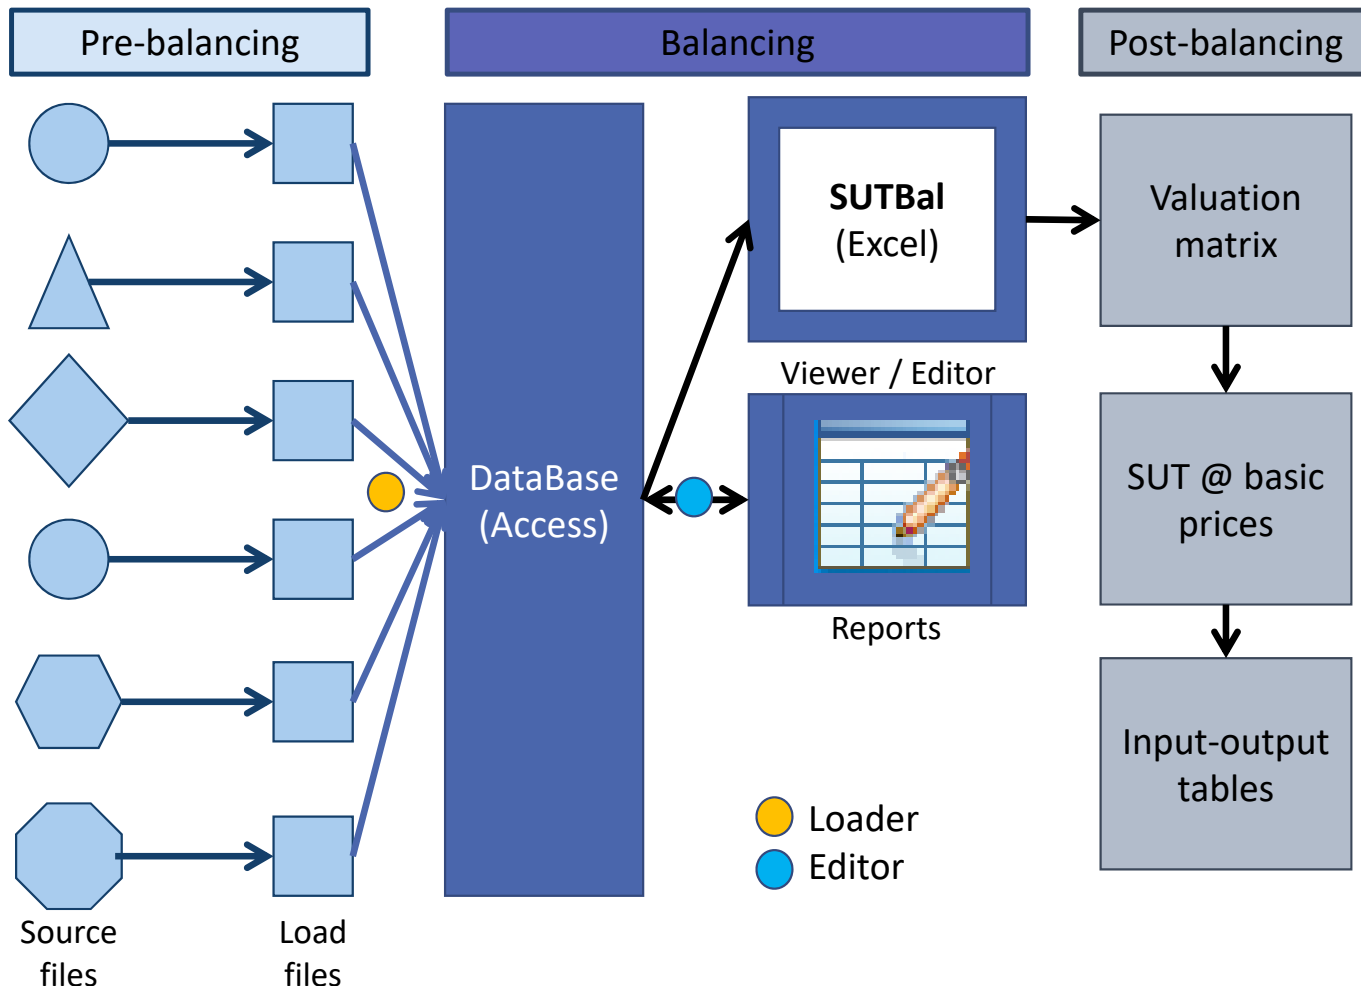 Pre-balancing
Balancing
Post-balancing
SUTBal
(Excel)
Valuation
matrix
Viewer / Editor
DataBase
(Access)
SUT @ basic
prices
Reports
Input-output
tables
Loader
Editor
Source
files
Load
files